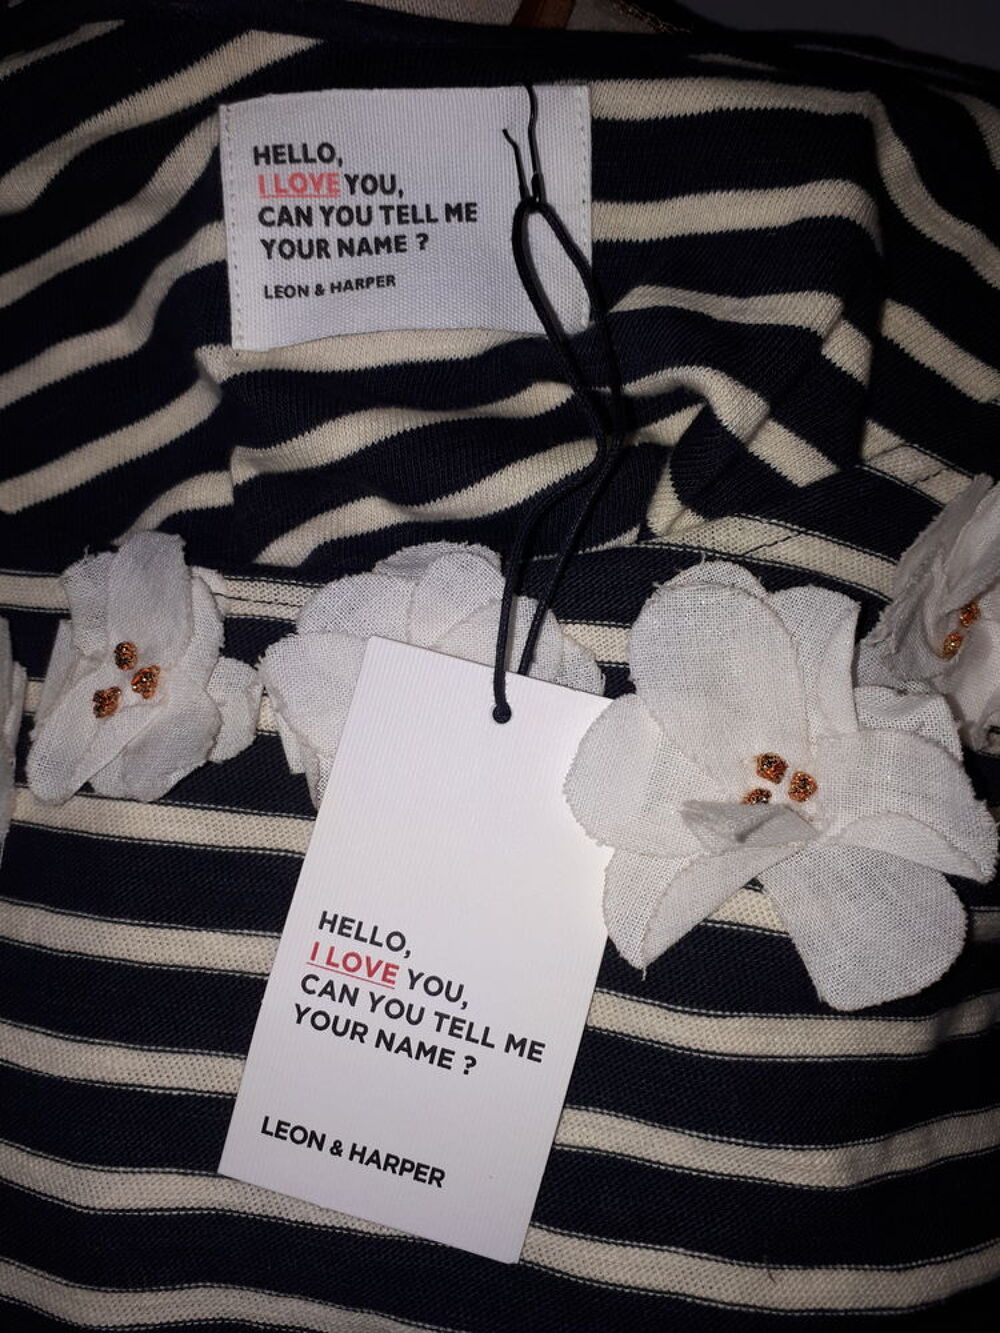 HELLO,
I LOVE YOU,
CAN YOU TELL ME
YOUR NAME ?
LEON & HARPER
HELLO,
I LOVE YOU,
CAN YOU TELL ME
YOUR NAME ?
LEON & HARPER